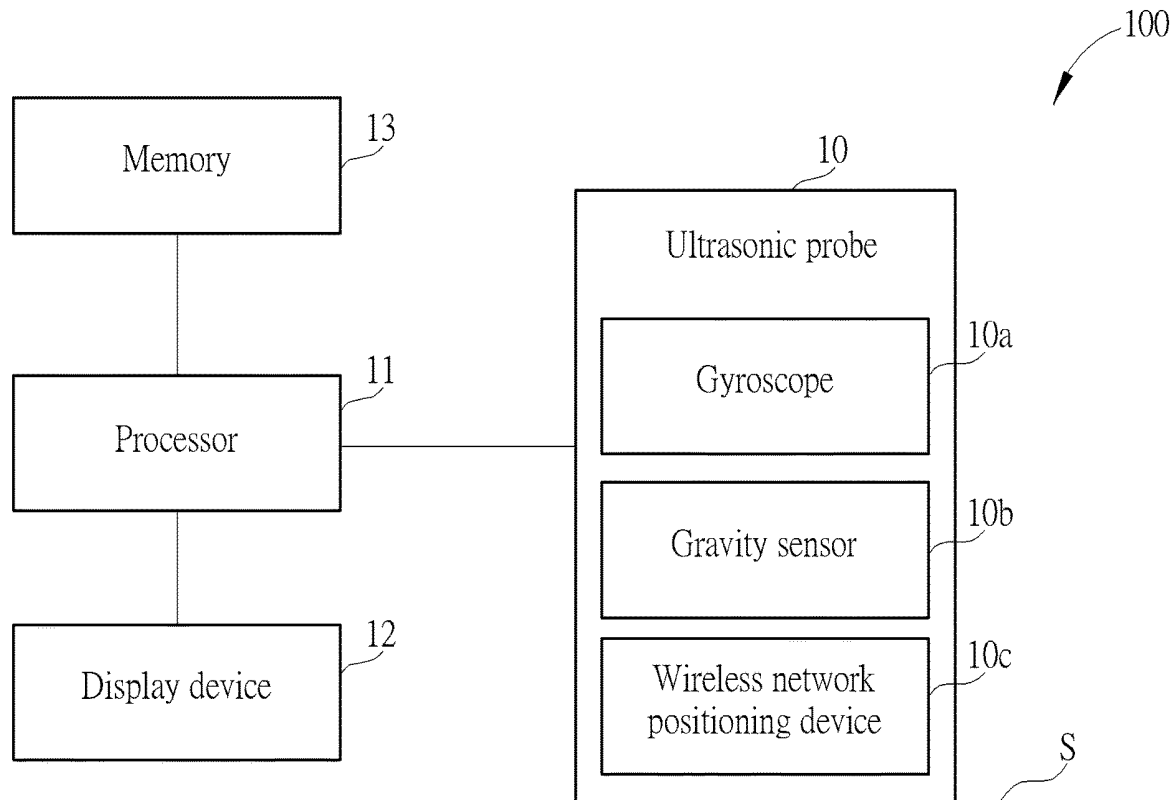 100
Memory
13
10
Ultrasonic probe
Gyroscope
10a
Processor
11
Gravity sensor
10b
Display device
12
Wireless network
positioning device
10c
S